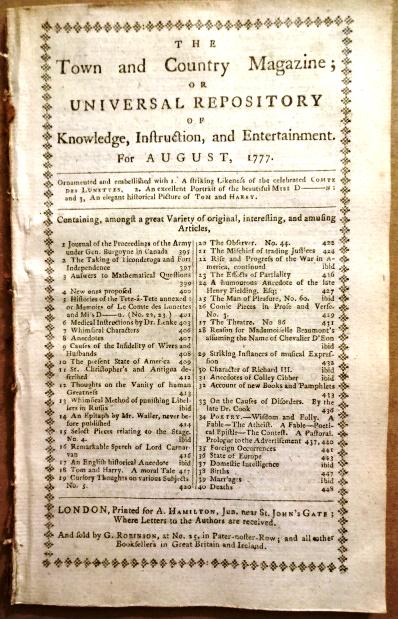 THE
Town and Country Magazine;
OR
UNIVERSAL REPOSITORY
OF
Knowledge, Instruction, and Entertainment.
For AUGUST, 1777.
Ornamented and embellished with 1. A striking Likeness of the celebrated COMTE
DES LUNETTES, 2. An excellent Portrait of the beautiful MISS D——N;
and 3, An elegant historical Picture of TOM and HARRY.
Containing, amongst a great Variety of original, interesting, and amusing
Articles,
1 Journal of the Proceedings of the Army
under Gen. Burgoyne in Canada 395
2 The Taking of Ticonderoga and Fort
Independence 397
3 Answers to Mathematical Questions
399
4 New ones proposed 400
5 Histories of the Tete-á-Tete annexed:
or Memoirs of Le Comte des Lunettes
and Miss D——n. (No. 22, 23.) 401
6 Medical Instructions by Dr. Leake 403
7 Whimsical Characters 406
8 Anecdotes 407
9 Causes of the Infidelity of Wives and
Husbands 408
10 The present State of America 409
11 St. Christopher's and Antigua de-
scribed 412
12 Thoughts on the Vanity of human
Greatness 413
13 Whimsical Method of punishing Libel-
lers in Russia ibid
14 An Epitaph by Mr. Waller, never be-
fore published 414
15 Select Pieces relating to the Stage.
No. 4. ibid
16 Remarkable Speech of Lord Carnar-
van 416
17 An English historical Anecdote ibid
18 Tom and Harry. A moral Tale 417
19 Cursory Thoughts on various Subjects
No. 5. 420
20 The Observer. No. 44. 422
21 The Mischief of trading Justices 424
22 Rise and Progress of the War in A-
merica, continued ibid
23 The Effects of Partiality 426
24 A humorous Anecdote of the late
Henry Fielding, Esq; 427
25 The Man of Pleasure, No. 60. ibid
26 Comic Pieces in Prose and Verse.
No. 3. 429
27 The Theatre. No 86 431
28 Reason for Mademoiselle Beaumont's
assuming the Name of Chevalier D'Eon
ibid
29 Striking Instances of musical Expres-
sion 432
30 Character of Richard III. ibid
31 Anecdotes of Colley Cibber ibid
32 Account of new Books and Pamphlets
433
33 On the Causes of Disorders. By the
late Dr. Cook 436
34 POETRY.—Wisdom and Folly. A
Fable—The Atheist. A Fable—Poeti-
cal Epistle—The Contest. A Pastoral.
Prologue to the Advertisement 437, 440
35 Foreign Occurrences 441
36 State of Europe 443
37 Domestic Intelligence ibid
38 Births 447
39 Marriages ibid
40 Deaths 448
LONDON, Printed for A. HAMILTON, Jun. near ST. JOHN'S GATE;
Where Letters to the Authors are received.
And sold by G. ROBINSON, at No. 25, in Pater-noster-Row; and all other
Booksellers in Great Britain and Ireland.